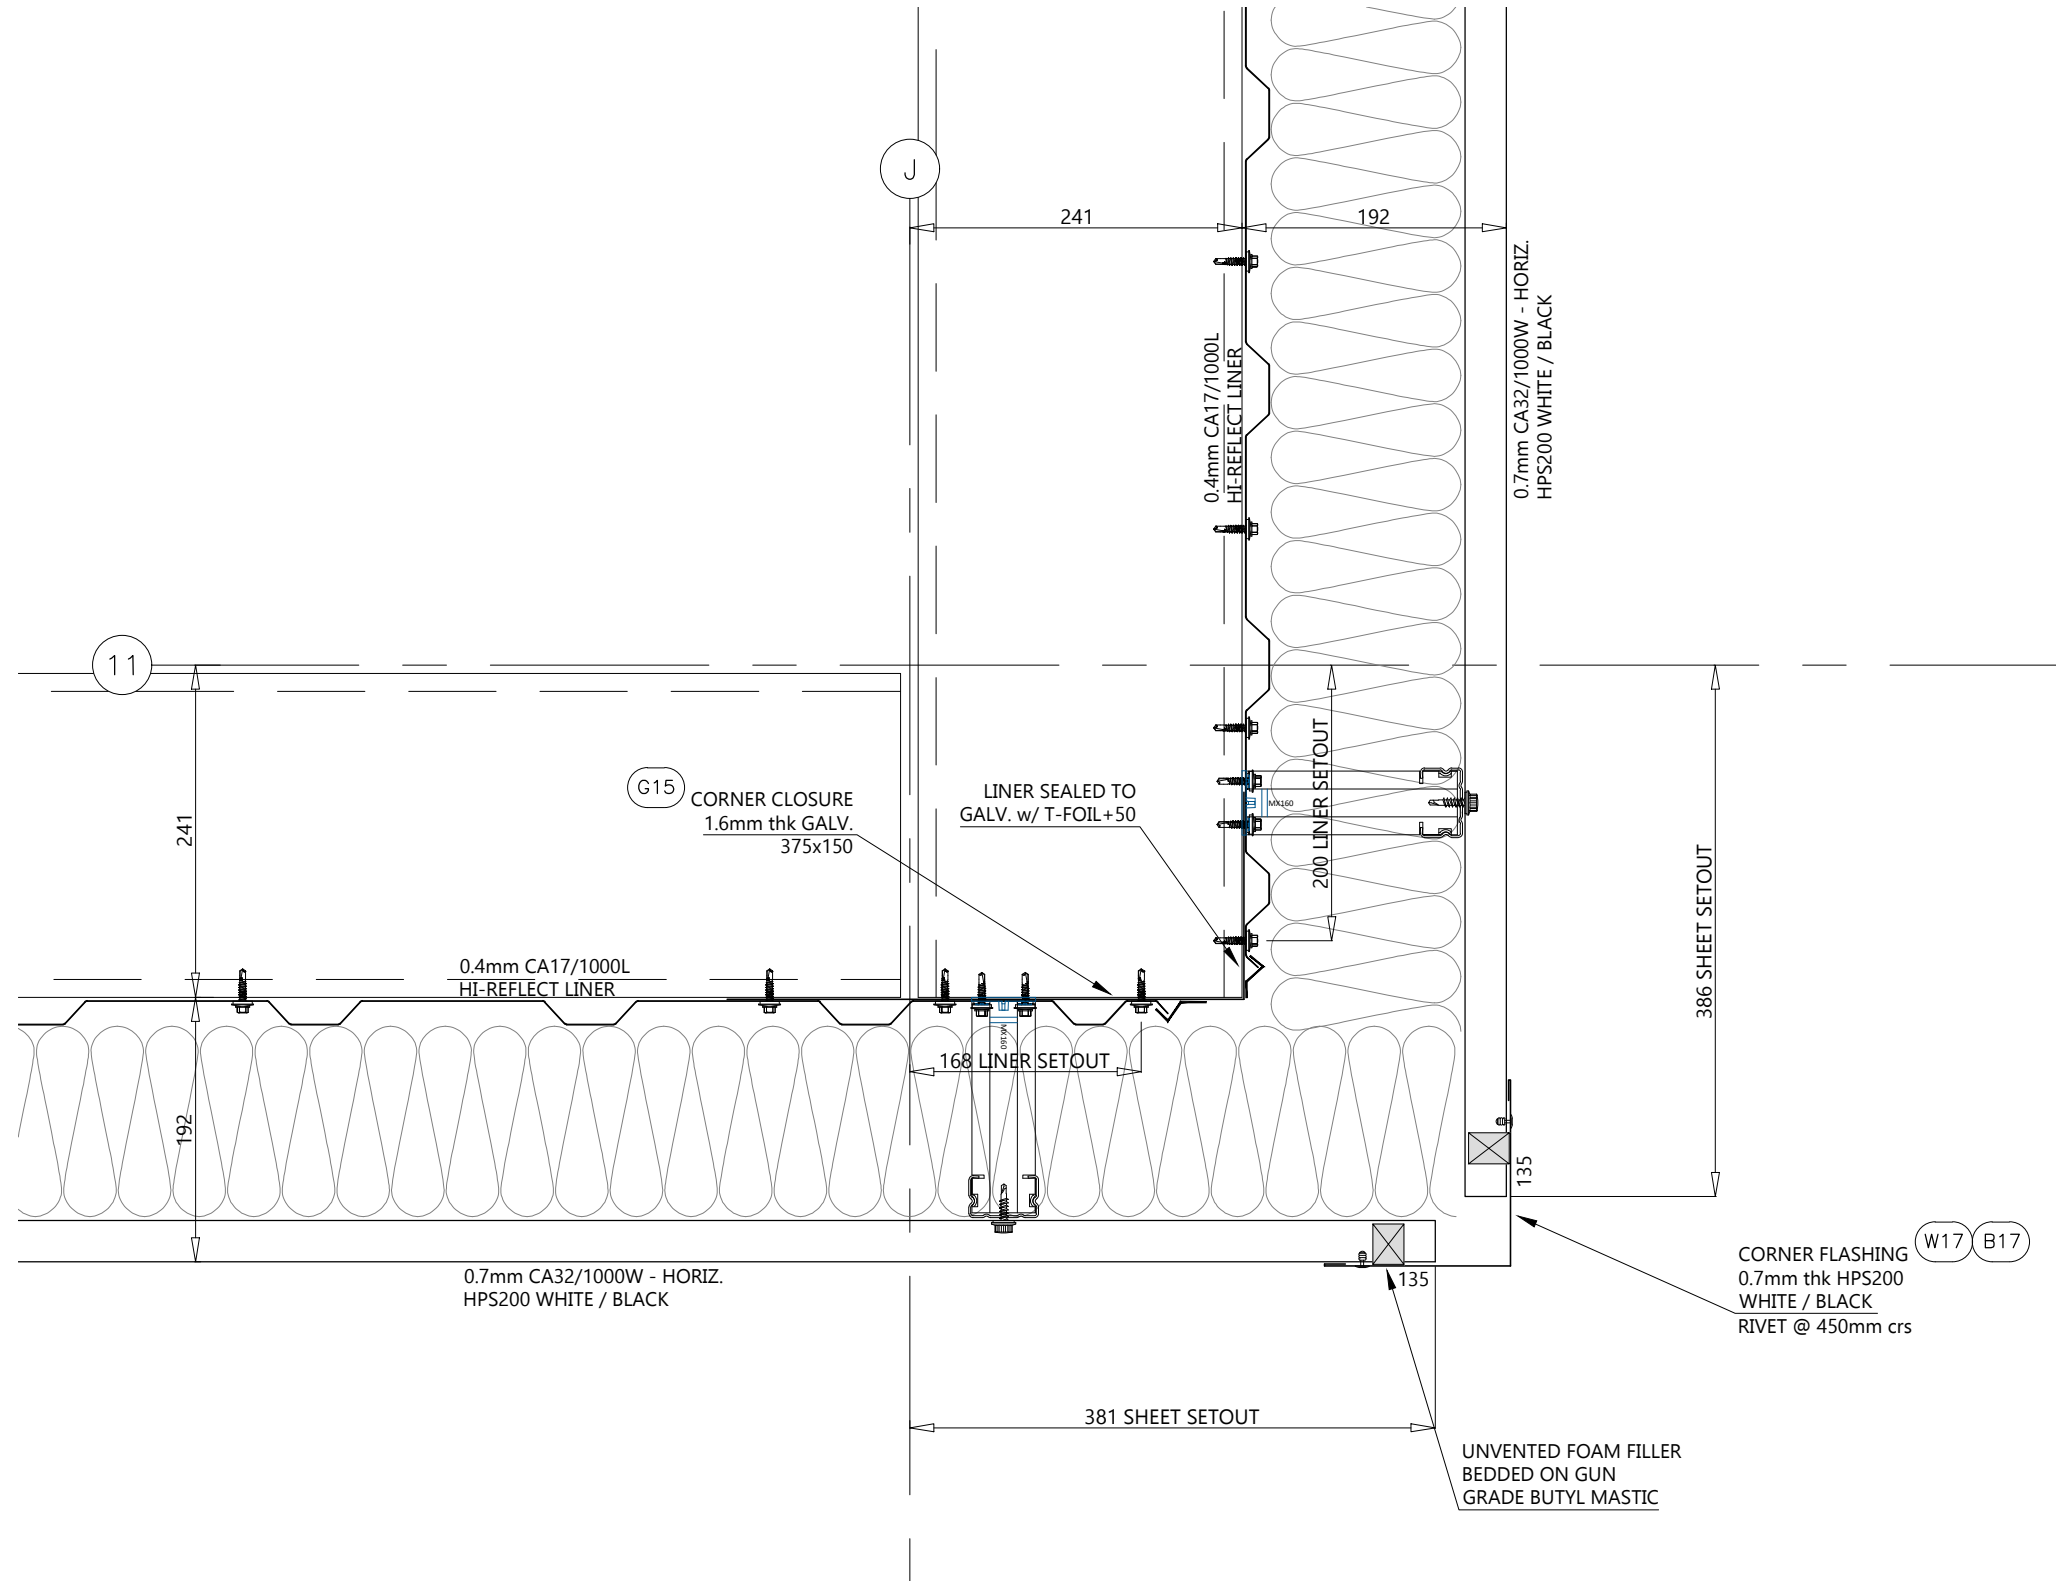 J
241
192
0.7mm CA32/1000W - HORIZ.
HPS200 WHITE / BLACK
0.4mm CA17/1000L
HI-REFLECT LINER
11
G15
CORNER CLOSURE
1.6mm thk GALV.
375x150
LINER SEALED TO
GALV. w/ T-FOIL+50
MX160
200 LINER SETOUT
386 SHEET SETOUT
241
0.4mm CA17/1000L
HI-REFLECT LINER
MX160
168 LINER SETOUT
192
135
W17
B17
CORNER FLASHING
0.7mm thk HPS200
WHITE / BLACK
RIVET @ 450mm crs
0.7mm CA32/1000W - HORIZ.
HPS200 WHITE / BLACK
135
381 SHEET SETOUT
UNVENTED FOAM FILLER
BEDDED ON GUN
GRADE BUTYL MASTIC